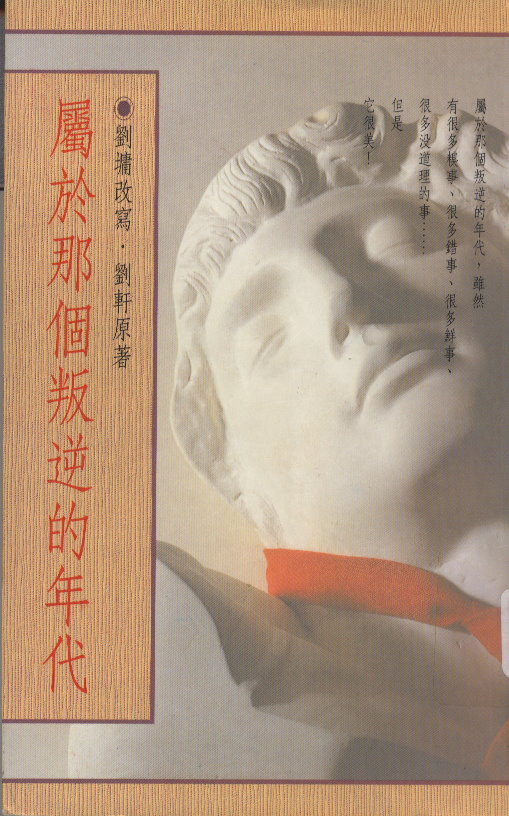 屬於那個叛逆的年代，雖然
有很多糗事、很多錯事、很多鮮事、
很多没道理的事……
但是
它很美！
劉墉改寫．劉軒原著
屬於那個叛逆的年代